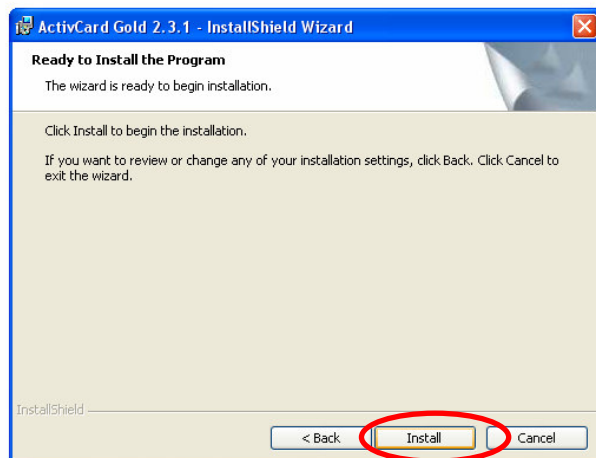 ActivCard Gold 2.3.1 - InstallShield Wizard
Ready to Install the Program
The wizard is ready to begin installation.
Click Install to begin the installation.
If you want to review or change any of your installation settings, click Back. Click Cancel to
exit the wizard.
InstallShield
< Back Install Cancel